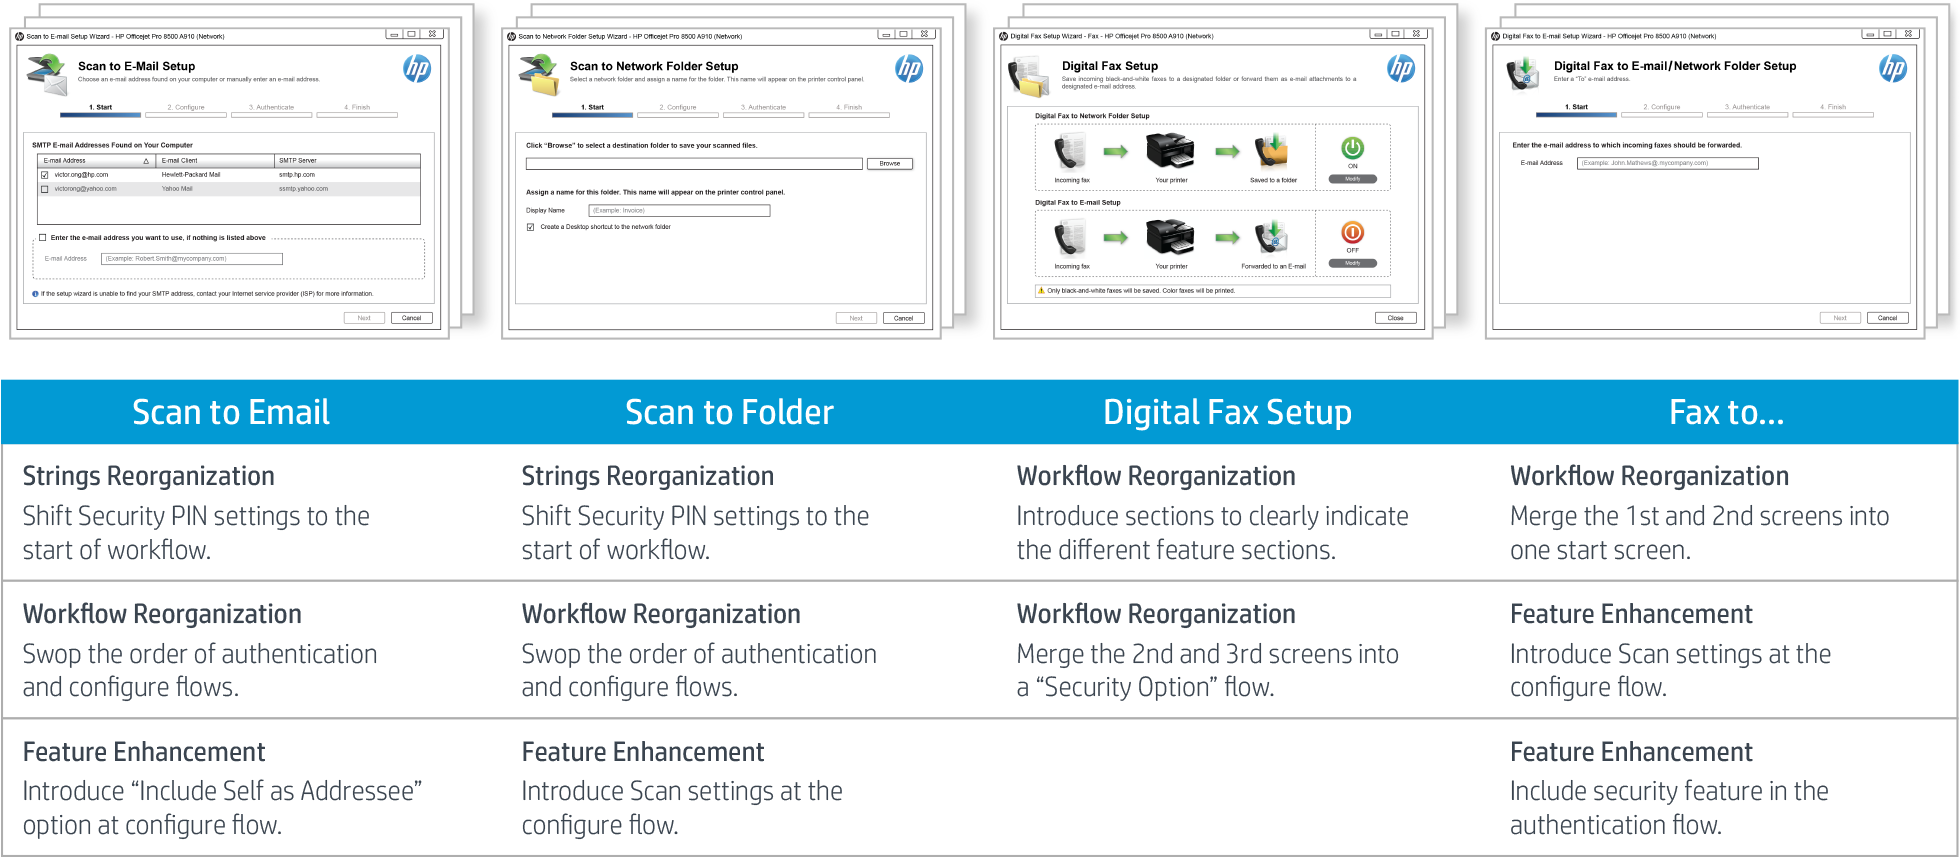 Scan to E-mail Setup Wizard - HP Officejet Pro 8500 A910 (Network)
hp
Scan to E-Mail Setup
Choose an e-mail address found on your computer or manually enter an e-mail address.
1. Start 2. Configure 3. Authenticate 4. Finish
SMTP E-mail Addresses Found on Your Computer
E-mail Address E-mail Client SMTP Server
victor.ong@hp.com Hewlett-Packard Mail smtp.hp.com
victorong@yahoo.com Yahoo Mail ssmtp.yahoo.com
Enter the e-mail address you want to use, if nothing is listed above
E-mail Address (Example: Robert.Smith@mycompany.com)
If the setup wizard is unable to find your SMTP address, contact your Internet service provider (ISP) for more information.
Next Cancel
Scan to Network Folder Setup Wizard - HP Officejet Pro 8500 A910 (Network)
hp
Scan to Network Folder Setup
Select a network folder and assign a name for the folder. This name will appear on the printer control panel.
1. Start 2. Configure 3. Authenticate 4. Finish
Click "Browse" to select a destination folder to save your scanned files.
Browse
Assign a name for this folder. This name will appear on the printer control panel.
Display Name (Example: Invoice)
Create a Desktop shortcut to the network folder
Next Cancel
Digital Fax Setup Wizard - Fax - HP Officejet Pro 8500 A910 (Network)
hp
Digital Fax Setup
Save incoming black-and-white faxes to a designated folder or forward them as e-mail attachments to a
designated e-mail address.
Digital Fax to Network Folder Setup
Incoming fax Your printer Saved to a folder
ON
Modify
Digital Fax to E-mail Setup
Incoming fax Your printer Forwarded to an E-mail
OFF
Modify
Only black-and-white faxes will be saved. Color faxes will be printed.
Close
Digital Fax to E-mail Setup Wizard - HP Officejet Pro 8500 A910 (Network)
hp
Digital Fax to E-mail/Network Folder Setup
Enter a "To" e-mail address.
1. Start 2. Configure 3. Authenticate 4. Finish
Enter the e-mail address to which incoming faxes should be forwarded.
E-mail Address (Example: John.Mathews@.mycompany.com)
Next Cancel
Scan to Email Scan to Folder Digital Fax Setup Fax to...
Strings Reorganization
Shift Security PIN settings to the
start of workflow.
Strings Reorganization
Shift Security PIN settings to the
start of workflow.
Workflow Reorganization
Introduce sections to clearly indicate
the different feature sections.
Workflow Reorganization
Merge the 1st and 2nd screens into
one start screen.
Workflow Reorganization
Swop the order of authentication
and configure flows.
Workflow Reorganization
Swop the order of authentication
and configure flows.
Workflow Reorganization
Merge the 2nd and 3rd screens into
a “Security Option” flow.
Feature Enhancement
Introduce Scan settings at the
configure flow.
Feature Enhancement
Introduce “Include Self as Addressee”
option at configure flow.
Feature Enhancement
Introduce Scan settings at the
configure flow.
Feature Enhancement
Include security feature in the
authentication flow.